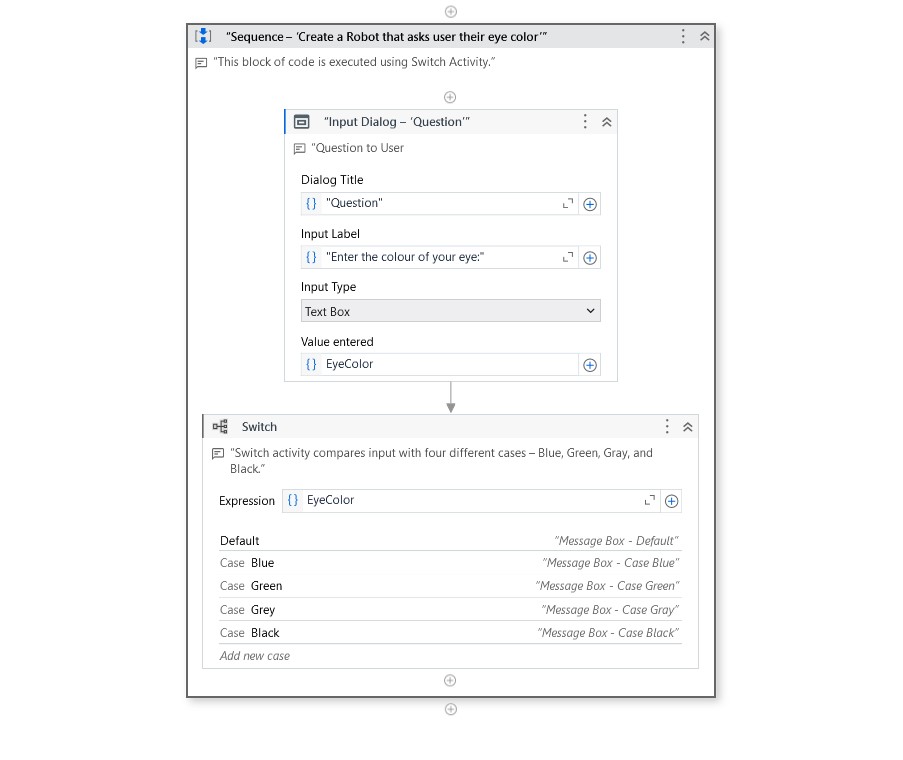 “Sequence – ‘Create a Robot that asks user their eye color’”
“This block of code is executed using Switch Activity.”
“Input Dialog – ‘Question’”
“Question to User
Dialog Title
{} "Question"
Input Label
{} "Enter the colour of your eye:"
Input Type
Text Box
Value entered
{} EyeColor
Switch
“Switch activity compares input with four different cases – Blue, Green, Gray, and
Black.”
Expression {} EyeColor
Default “Message Box - Default”
Case Blue “Message Box - Case Blue”
Case Green “Message Box - Case Green”
Case Grey “Message Box - Case Gray”
Case Black “Message Box - Case Black”
Add new case